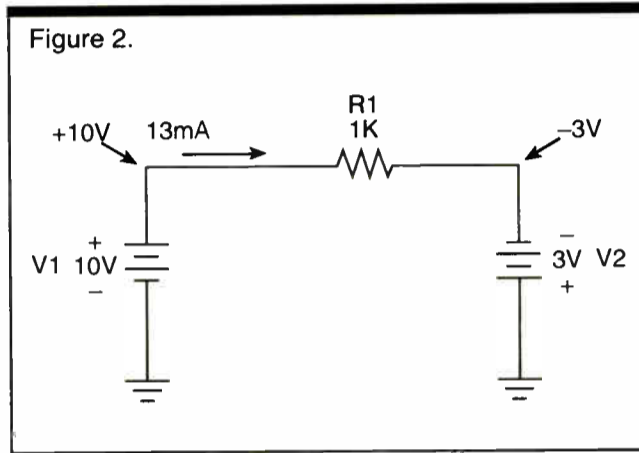 Figure 2.
R1
+10V 13mA 1K –3V
+ –
V1 10V 3V V2
– +